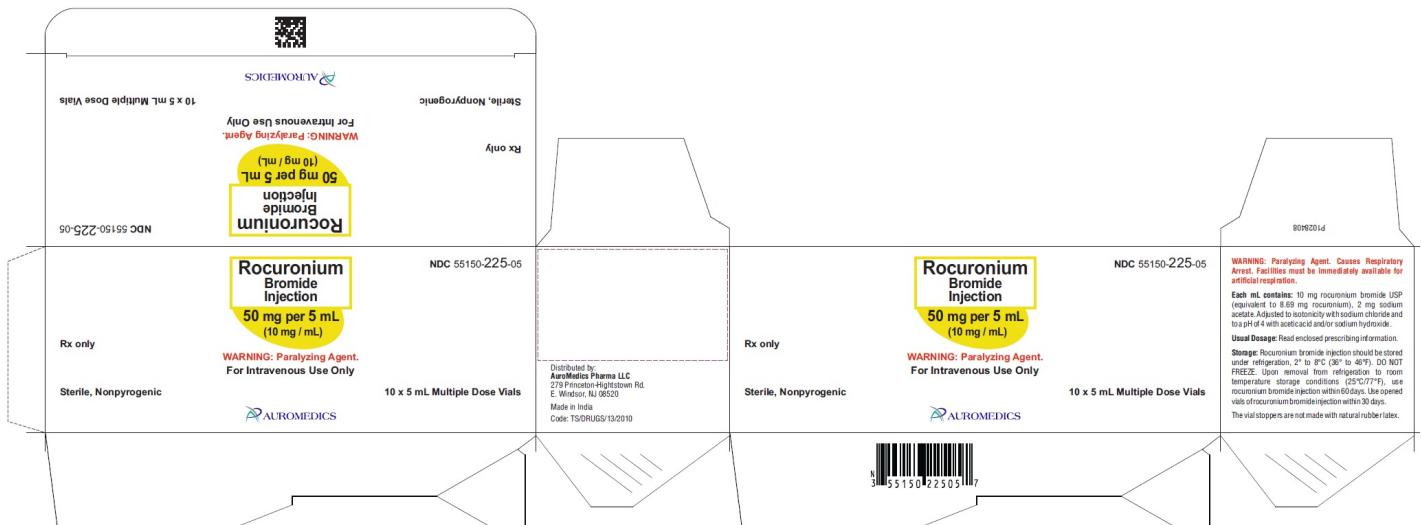 AUROMEDICS
10 x 5 mL Multiple Dose Vials
Sterile, Nonpyrogenic
For Intravenous Use Only
WARNING: Paralyzing Agent.
Rx only
(10 mg / mL)
50 mg per 5 mL
Injection
Bromide
Rocuronium
NDC 55150-225-05
Rocuronium
Bromide
Injection
50 mg per 5 mL
(10 mg / mL)
NDC 55150-225-05
Rx only
WARNING: Paralyzing Agent.
For Intravenous Use Only
Sterile, Nonpyrogenic
10 x 5 mL Multiple Dose Vials
AUROMEDICS
Distributed by:
AuroMedics Pharma LLC
279 Princeton-Hightstown Rd.
E. Windsor, NJ 08520
Made in India
Code: TS/DRUGS/13/2010
Rocuronium
Bromide
Injection
50 mg per 5 mL
(10 mg / mL)
NDC 55150-225-05
Rx only
WARNING: Paralyzing Agent.
For Intravenous Use Only
Sterile, Nonpyrogenic
10 x 5 mL Multiple Dose Vials
AUROMEDICS
N
3 55150 22505 7
P1028408
WARNING: Paralyzing Agent. Causes Respiratory
Arrest. Facilities must be immediately available for
artificial respiration.
Each mL contains: 10 mg rocuronium bromide USP
(equivalent to 8.69 mg rocuronium), 2 mg sodium
acetate. Adjusted to isotonicity with sodium chloride and
to a pH of 4 with acetic acid and/or sodium hydroxide.
Usual Dosage: Read enclosed prescribing information.
Storage: Rocuronium bromide injection should be stored
under refrigeration, 2° to 8°C (36° to 46°F). DO NOT
FREEZE. Upon removal from refrigeration to room
temperature storage conditions (25°C/77°F), use
rocuronium bromide injection within 60 days. Use opened
vials of rocuronium bromide injection within 30 days.
The vial stoppers are not made with natural rubber latex.